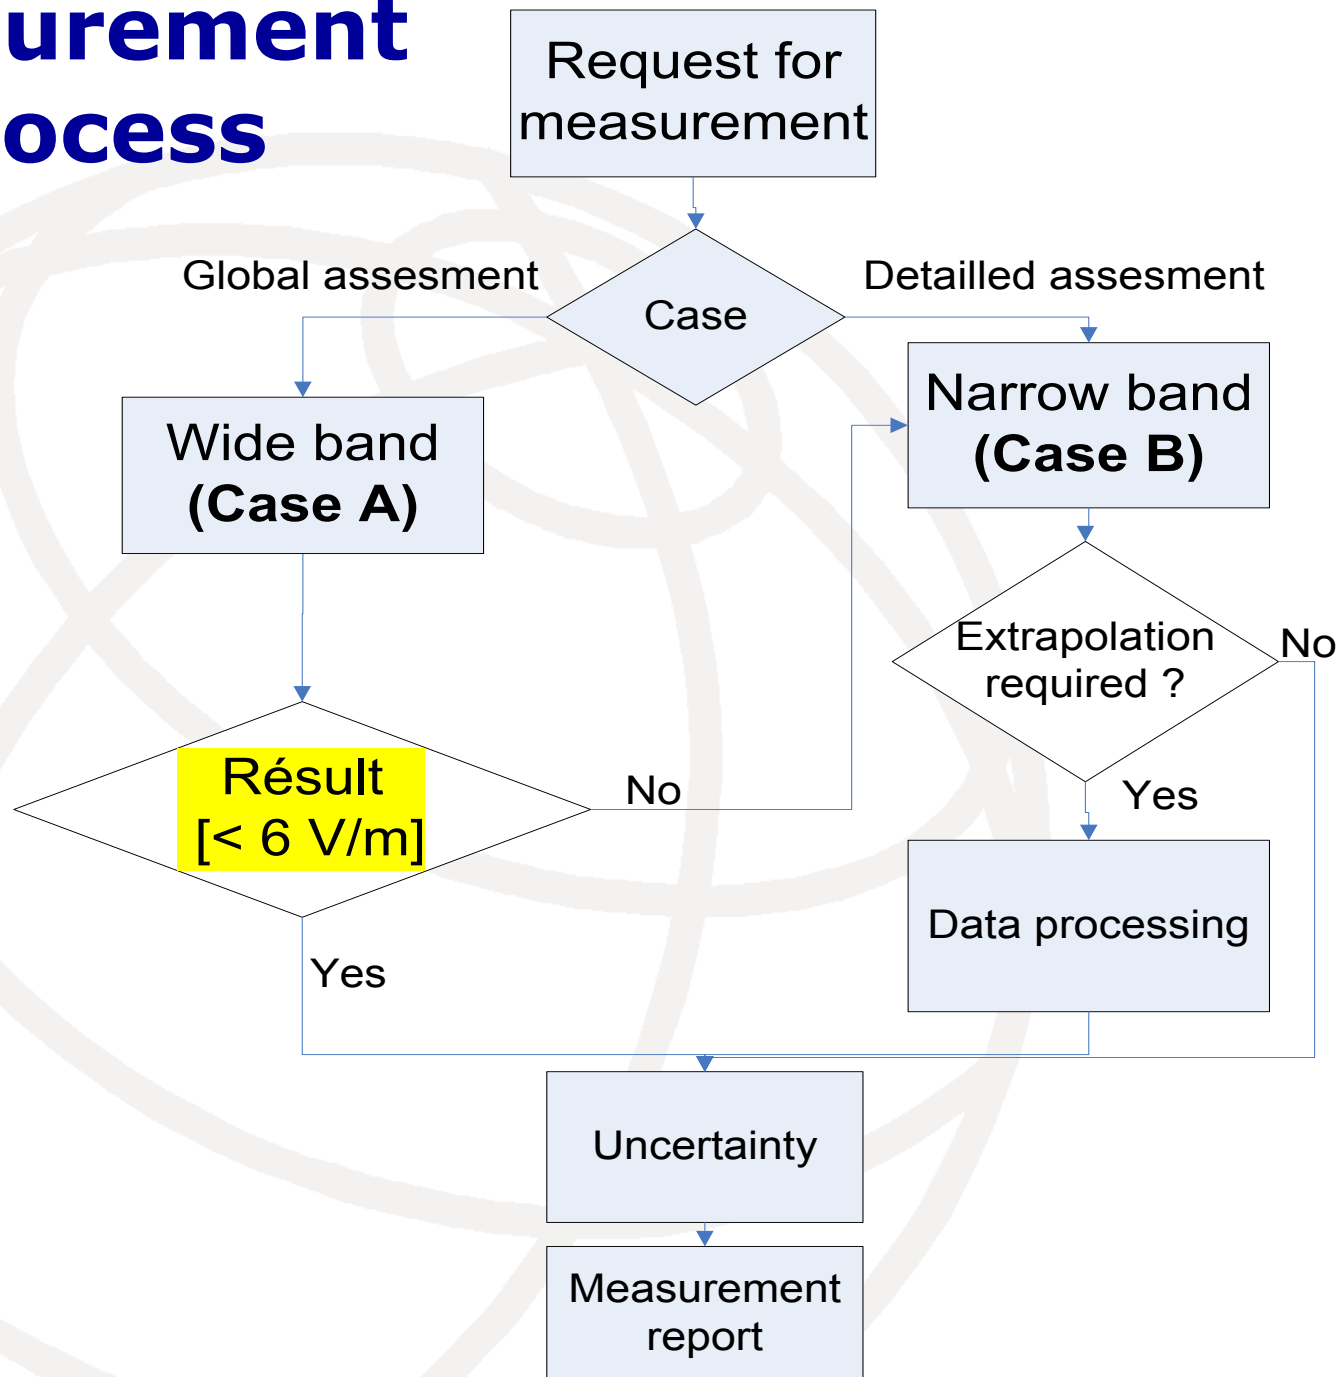 urement
ocess
Request for
measurement
Global assesment
Case
Detailled assesment
Wide band
(Case A)
Narrow band
(Case B)
Résult
[< 6 V/m]
No
Yes
Extrapolation
required ?
No
Yes
Data processing
Uncertainty
Measurement
report